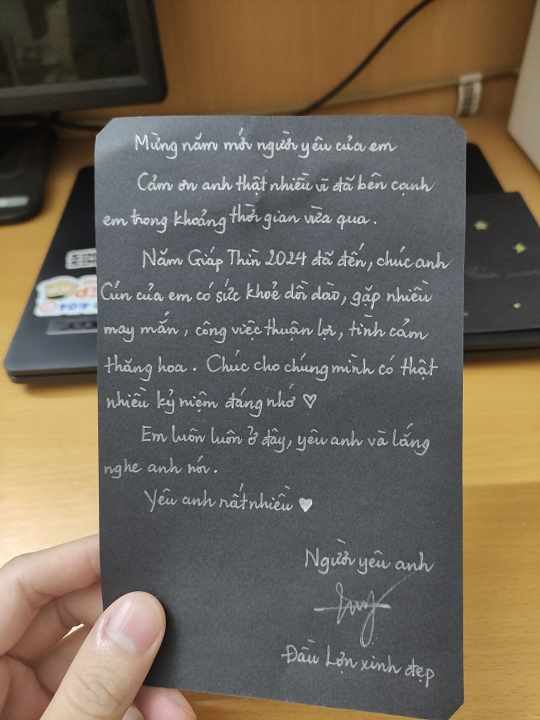 Mừng năm mới người yêu của em
Cảm ơn anh thật nhiều vì đã bên cạnh
em trong khoảng thời gian vừa qua.
Năm Giáp Thìn 2024 đã đến, chúc anh
Cún của em có sức khoẻ dồi dào, gặp nhiều
may mắn, công việc thuận lợi, tình cảm
thăng hoa. Chúc cho chúng mình có thật
nhiều kỷ niệm đáng nhớ ♡
Em luôn luôn ở đây, yêu anh và lắng
nghe anh nói.
Yêu anh rất nhiều ♥
Người yêu anh
Đầu Lợn xinh đẹp